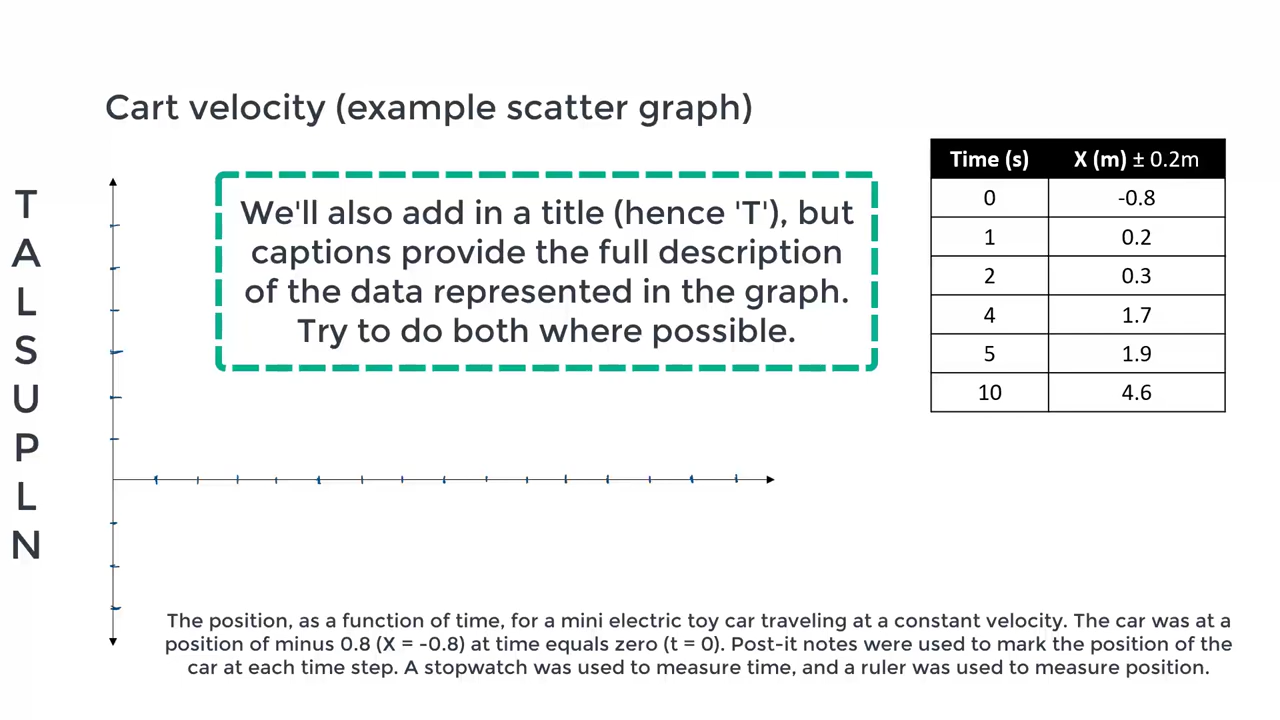 Cart velocity (example scatter graph)
T
A
L
S
U
P
L
N
We'll also add in a title (hence 'T'), but
captions provide the full description
of the data represented in the graph.
Try to do both where possible.
Time (s) X (m) ± 0.2m
0 -0.8
1 0.2
2 0.3
4 1.7
5 1.9
10 4.6
The position, as a function of time, for a mini electric toy car traveling at a constant velocity. The car was at a
position of minus 0.8 (X = -0.8) at time equals zero (t = 0). Post-it notes were used to mark the position of the
car at each time step. A stopwatch was used to measure time, and a ruler was used to measure position.